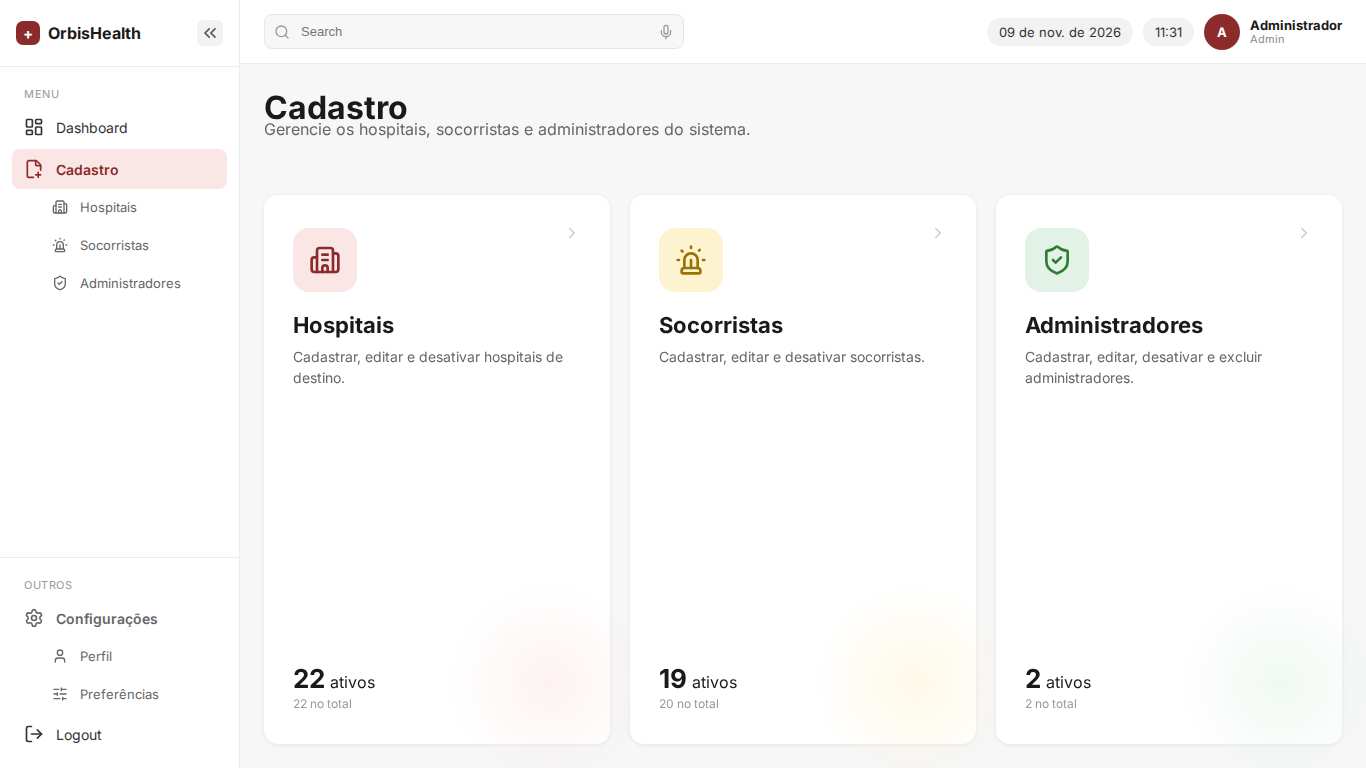 OrbisHealth
Search
09 de nov. de 2026
11:31
A
Administrador
Admin
MENU
Dashboard
Cadastro
Hospitais
Socorristas
Administradores
OUTROS
Configurações
Perfil
Preferências
Logout
Cadastro
Gerencie os hospitais, socorristas e administradores do sistema.
Hospitais
Cadastrar, editar e desativar hospitais de
destino.
22 ativos
22 no total
Socorristas
Cadastrar, editar e desativar socorristas.
19 ativos
20 no total
Administradores
Cadastrar, editar, desativar e excluir
administradores.
2 ativos
2 no total